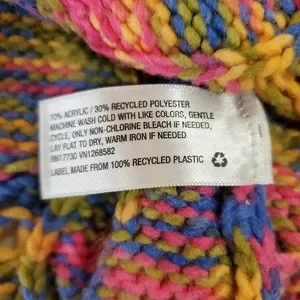 70% ACRYLIC / 30% RECYCLED POLYESTER
MACHINE WASH COLD WITH LIKE COLORS, GENTLE
CYCLE, ONLY NON-CHLORINE BLEACH IF NEEDED,
LAY FLAT TO DRY, WARM IRON IF NEEDED
RN17730 VN1268582
LABEL MADE FROM 100% RECYCLED PLASTIC